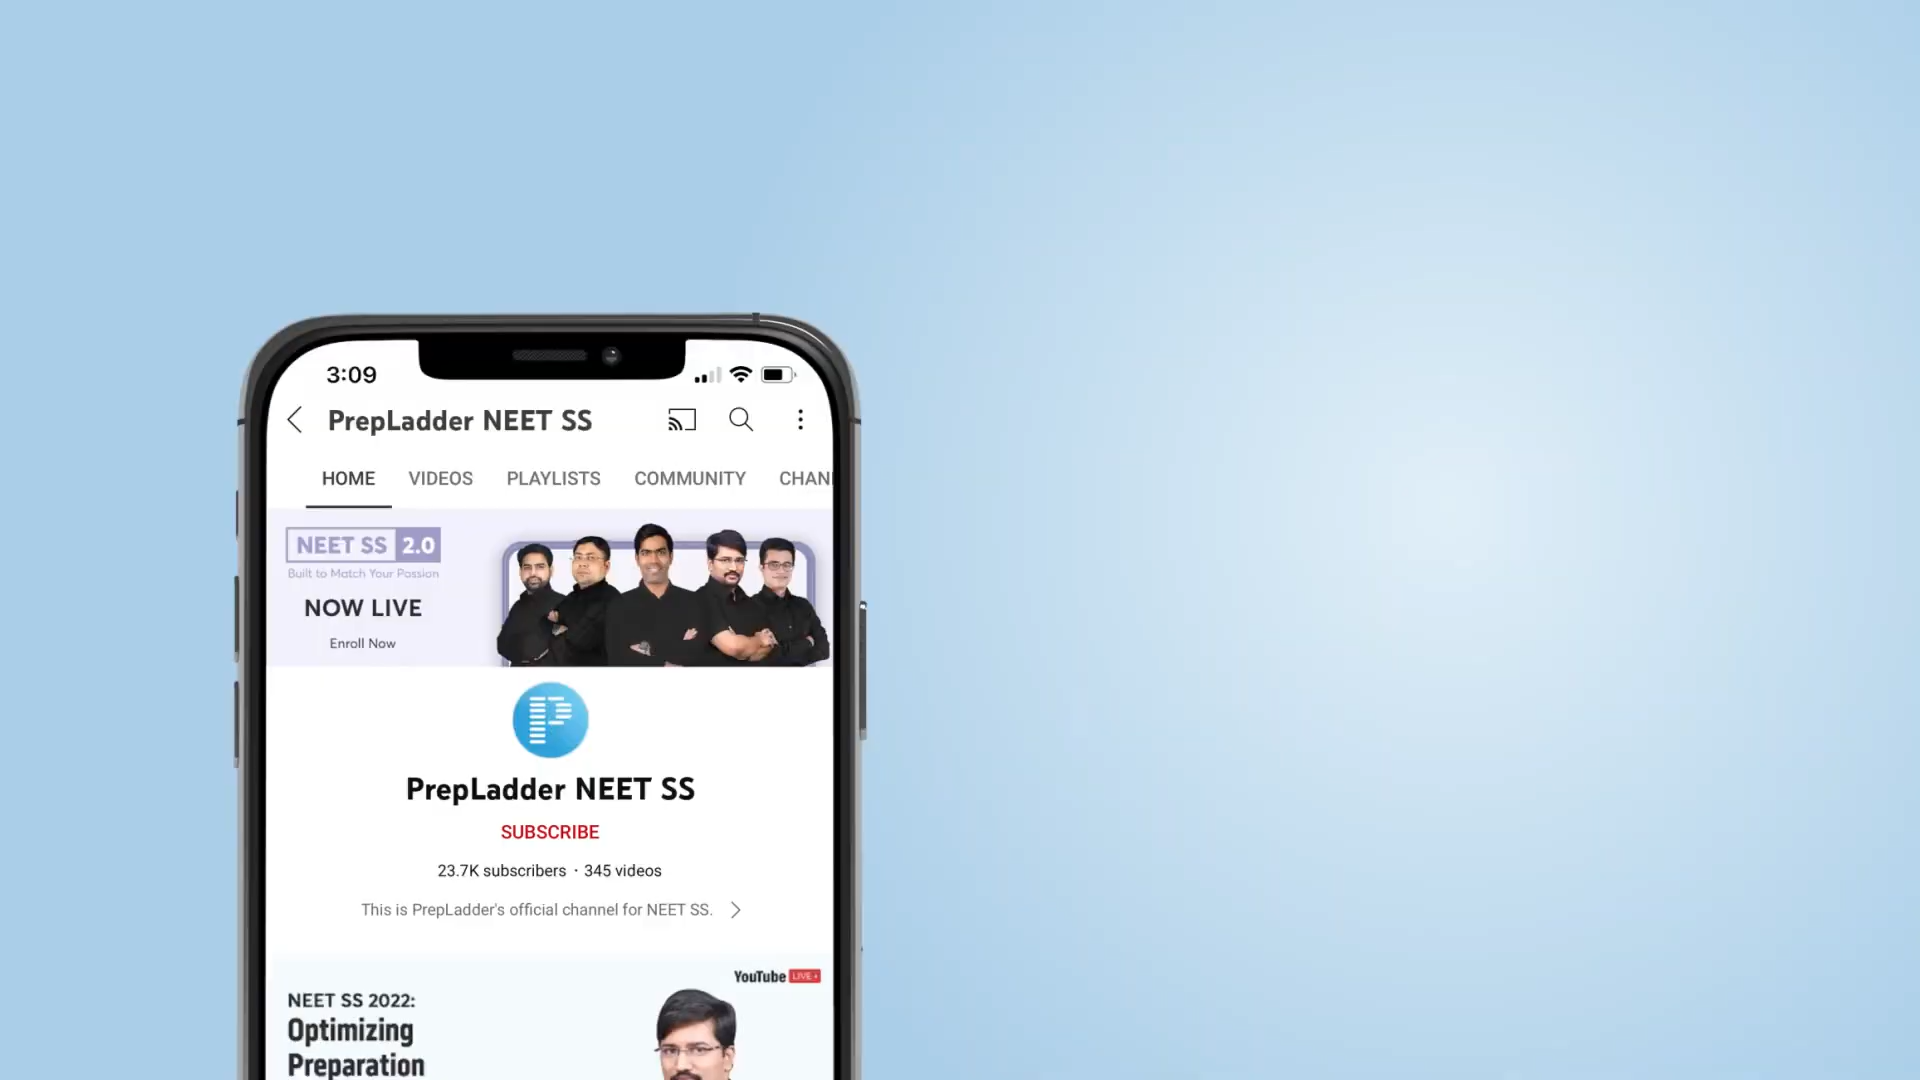 3:09
PrepLadder NEET SS
HOME VIDEOS PLAYLISTS COMMUNITY CHAN
NEET SS 2.0
Built to Match Your Passion
NOW LIVE
Enroll Now
PrepLadder NEET SS
SUBSCRIBE
23.7K subscribers · 345 videos
This is PrepLadder's official channel for NEET SS.
YouTube LIVE
NEET SS 2022:
Optimizing
Preparation